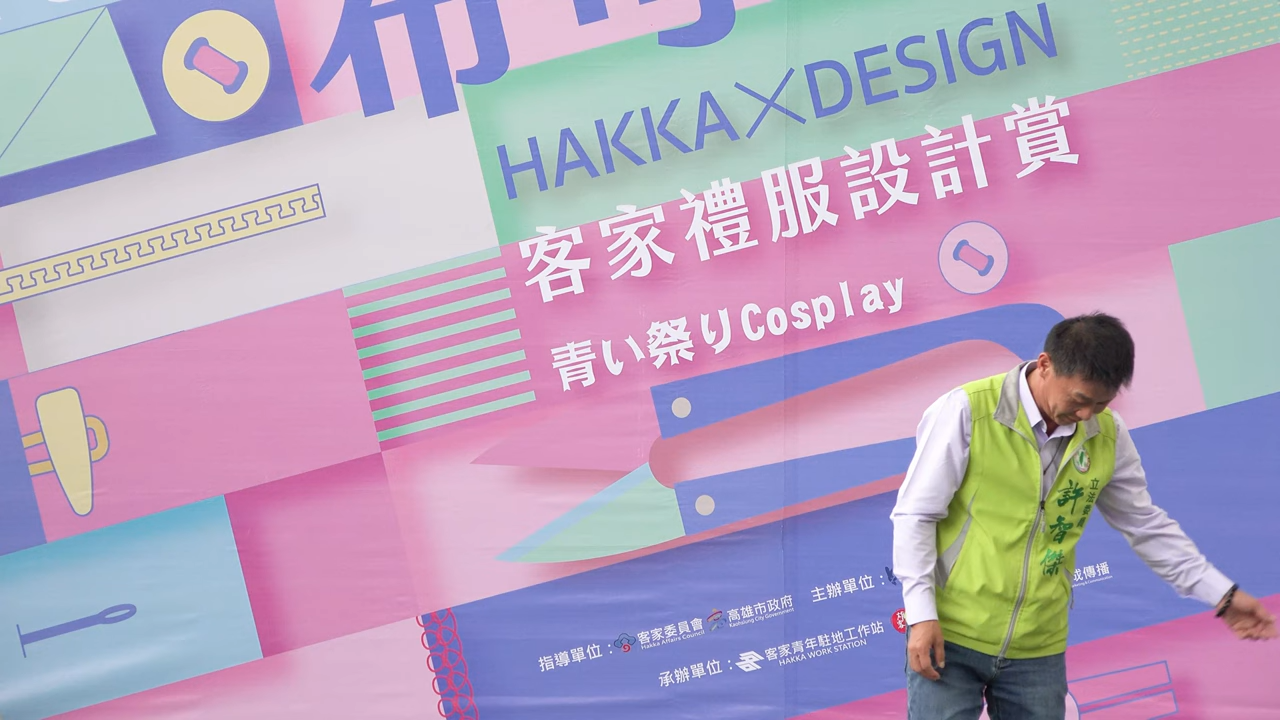 布
HAKKA×DESIGN
客家禮服設計賞
青い祭りCosplay
指導單位：客家委員會 Hakka Affairs Council 高雄市政府 Kaohsiung City Government 主辦單位：
承辦單位：客家青年駐地工作站 HAKKA WORK STATION
傳播
立法委員
許智傑